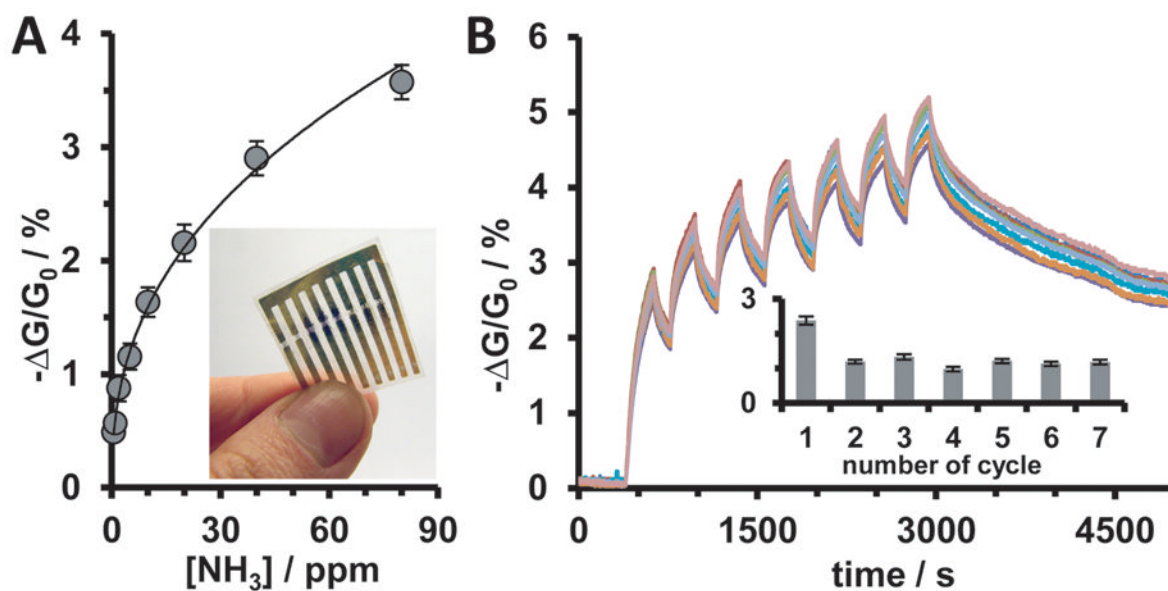 A
4
3
2
1
0
-ΔG/G₀ / %
0 30 60 90
[NH₃] / ppm
B
6
5
4
3
2
1
0
-ΔG/G₀ / %
3
0
1 2 3 4 5 6 7
number of cycle
0 1500 3000 4500
time / s